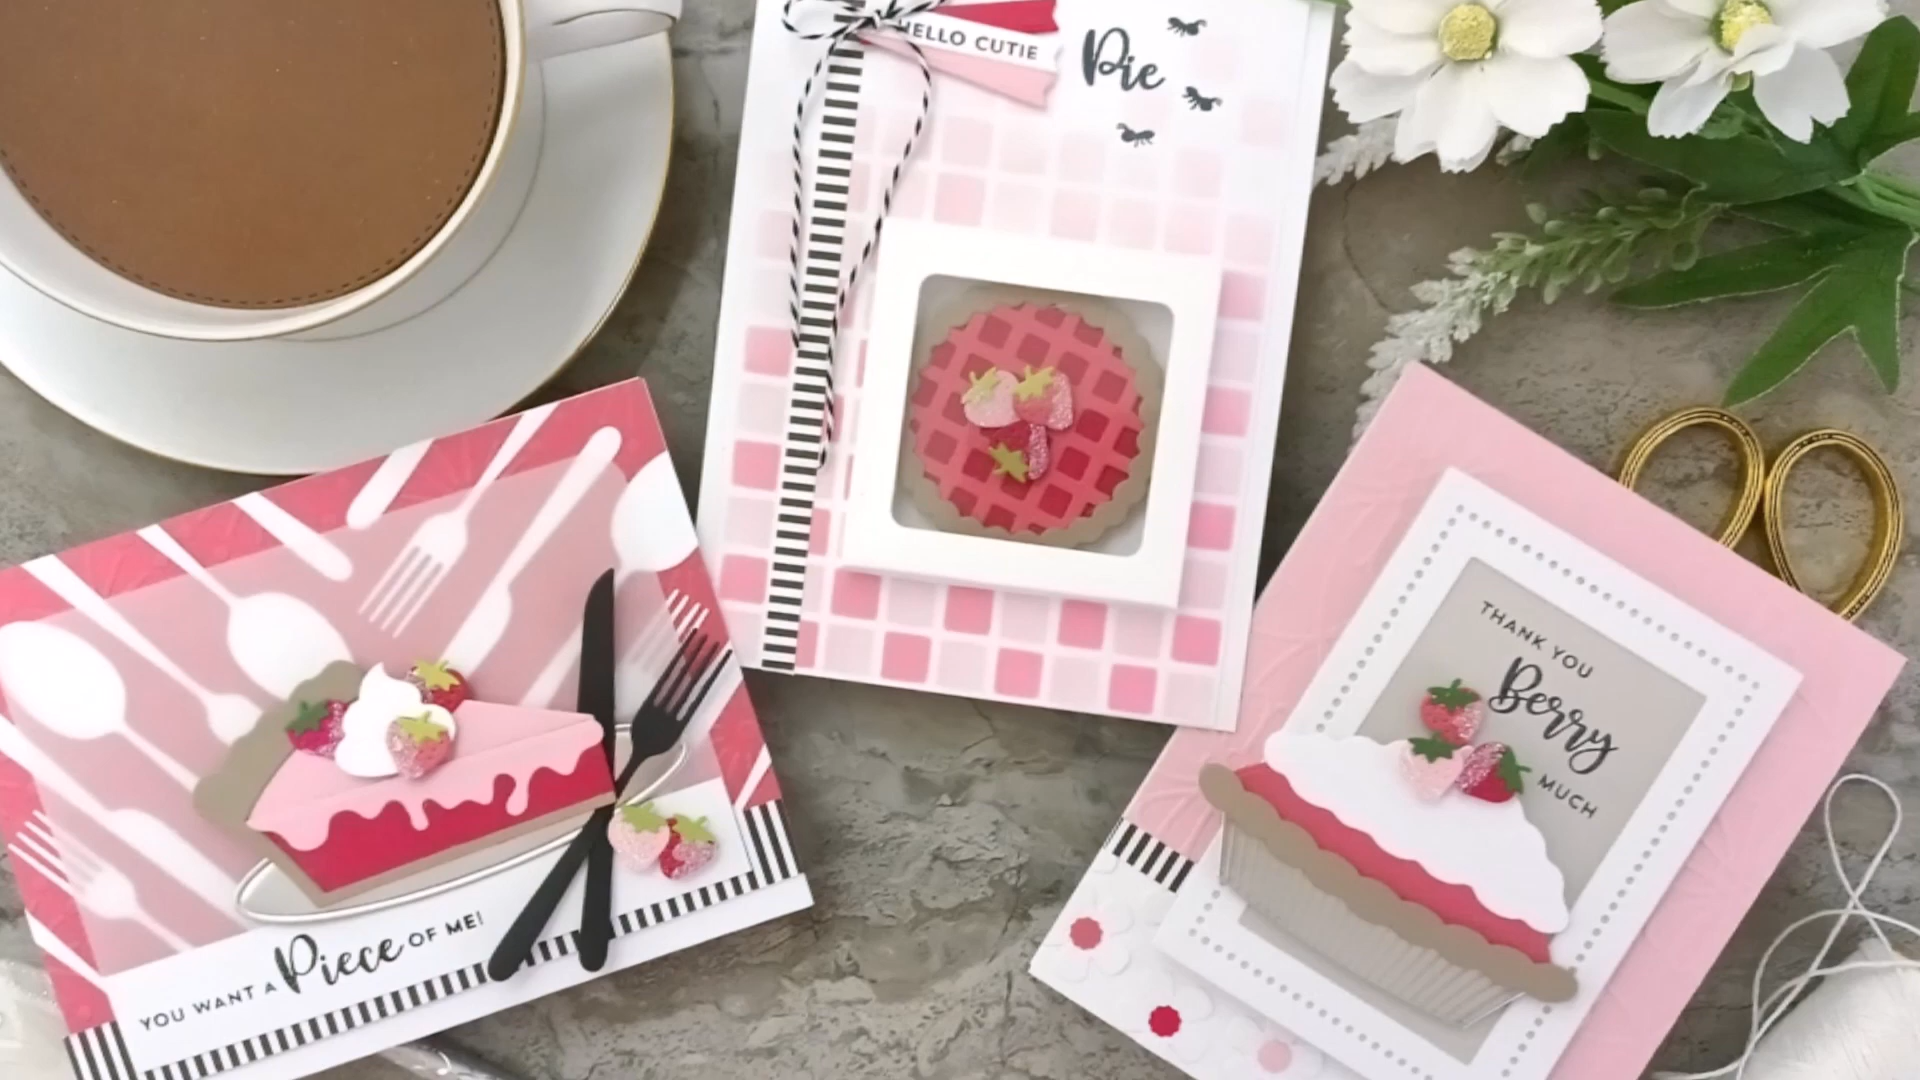 HELLO CUTIE
Pie
YOU WANT A Piece OF ME!
THANK YOU
Berry
MUCH